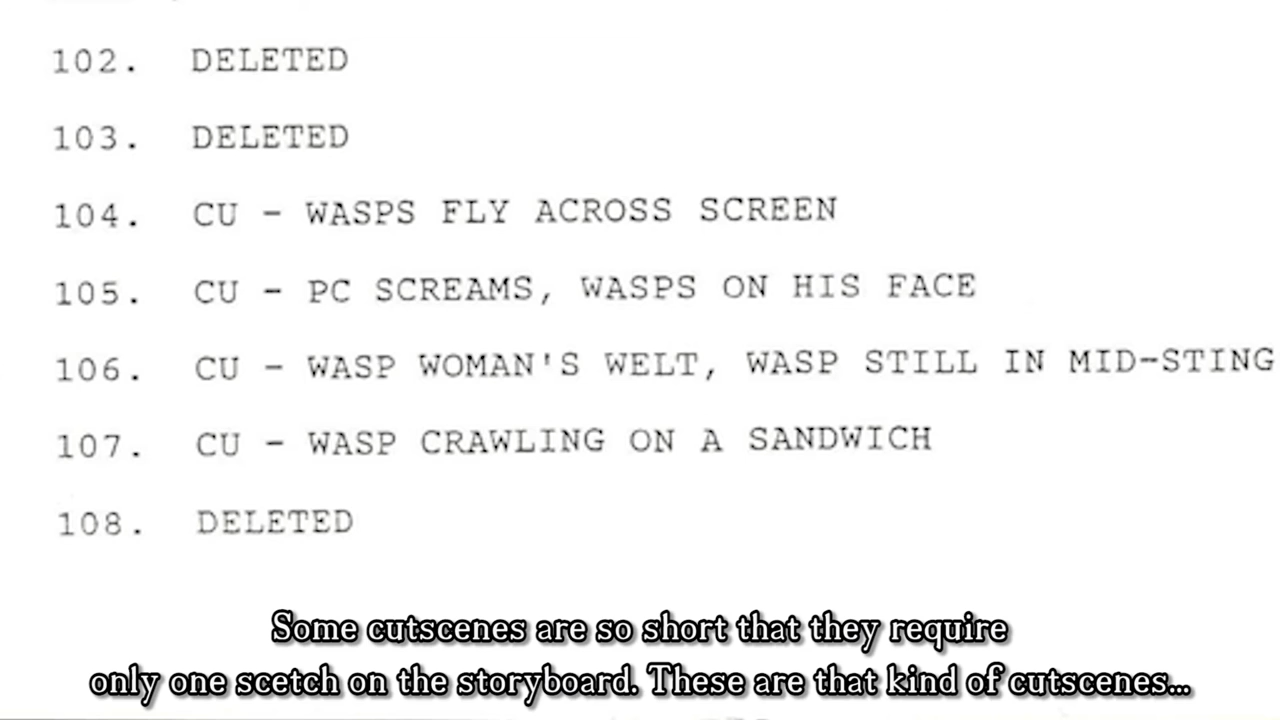 102. DELETED
103. DELETED
104. CU - WASPS FLY ACROSS SCREEN
105. CU - PC SCREAMS, WASPS ON HIS FACE
106. CU - WASP WOMAN'S WELT, WASP STILL IN MID-STING
107. CU - WASP CRAWLING ON A SANDWICH
108. DELETED
Some cutscenes are so short that they require
only one scetch on the storyboard. These are that kind of cutscenes...